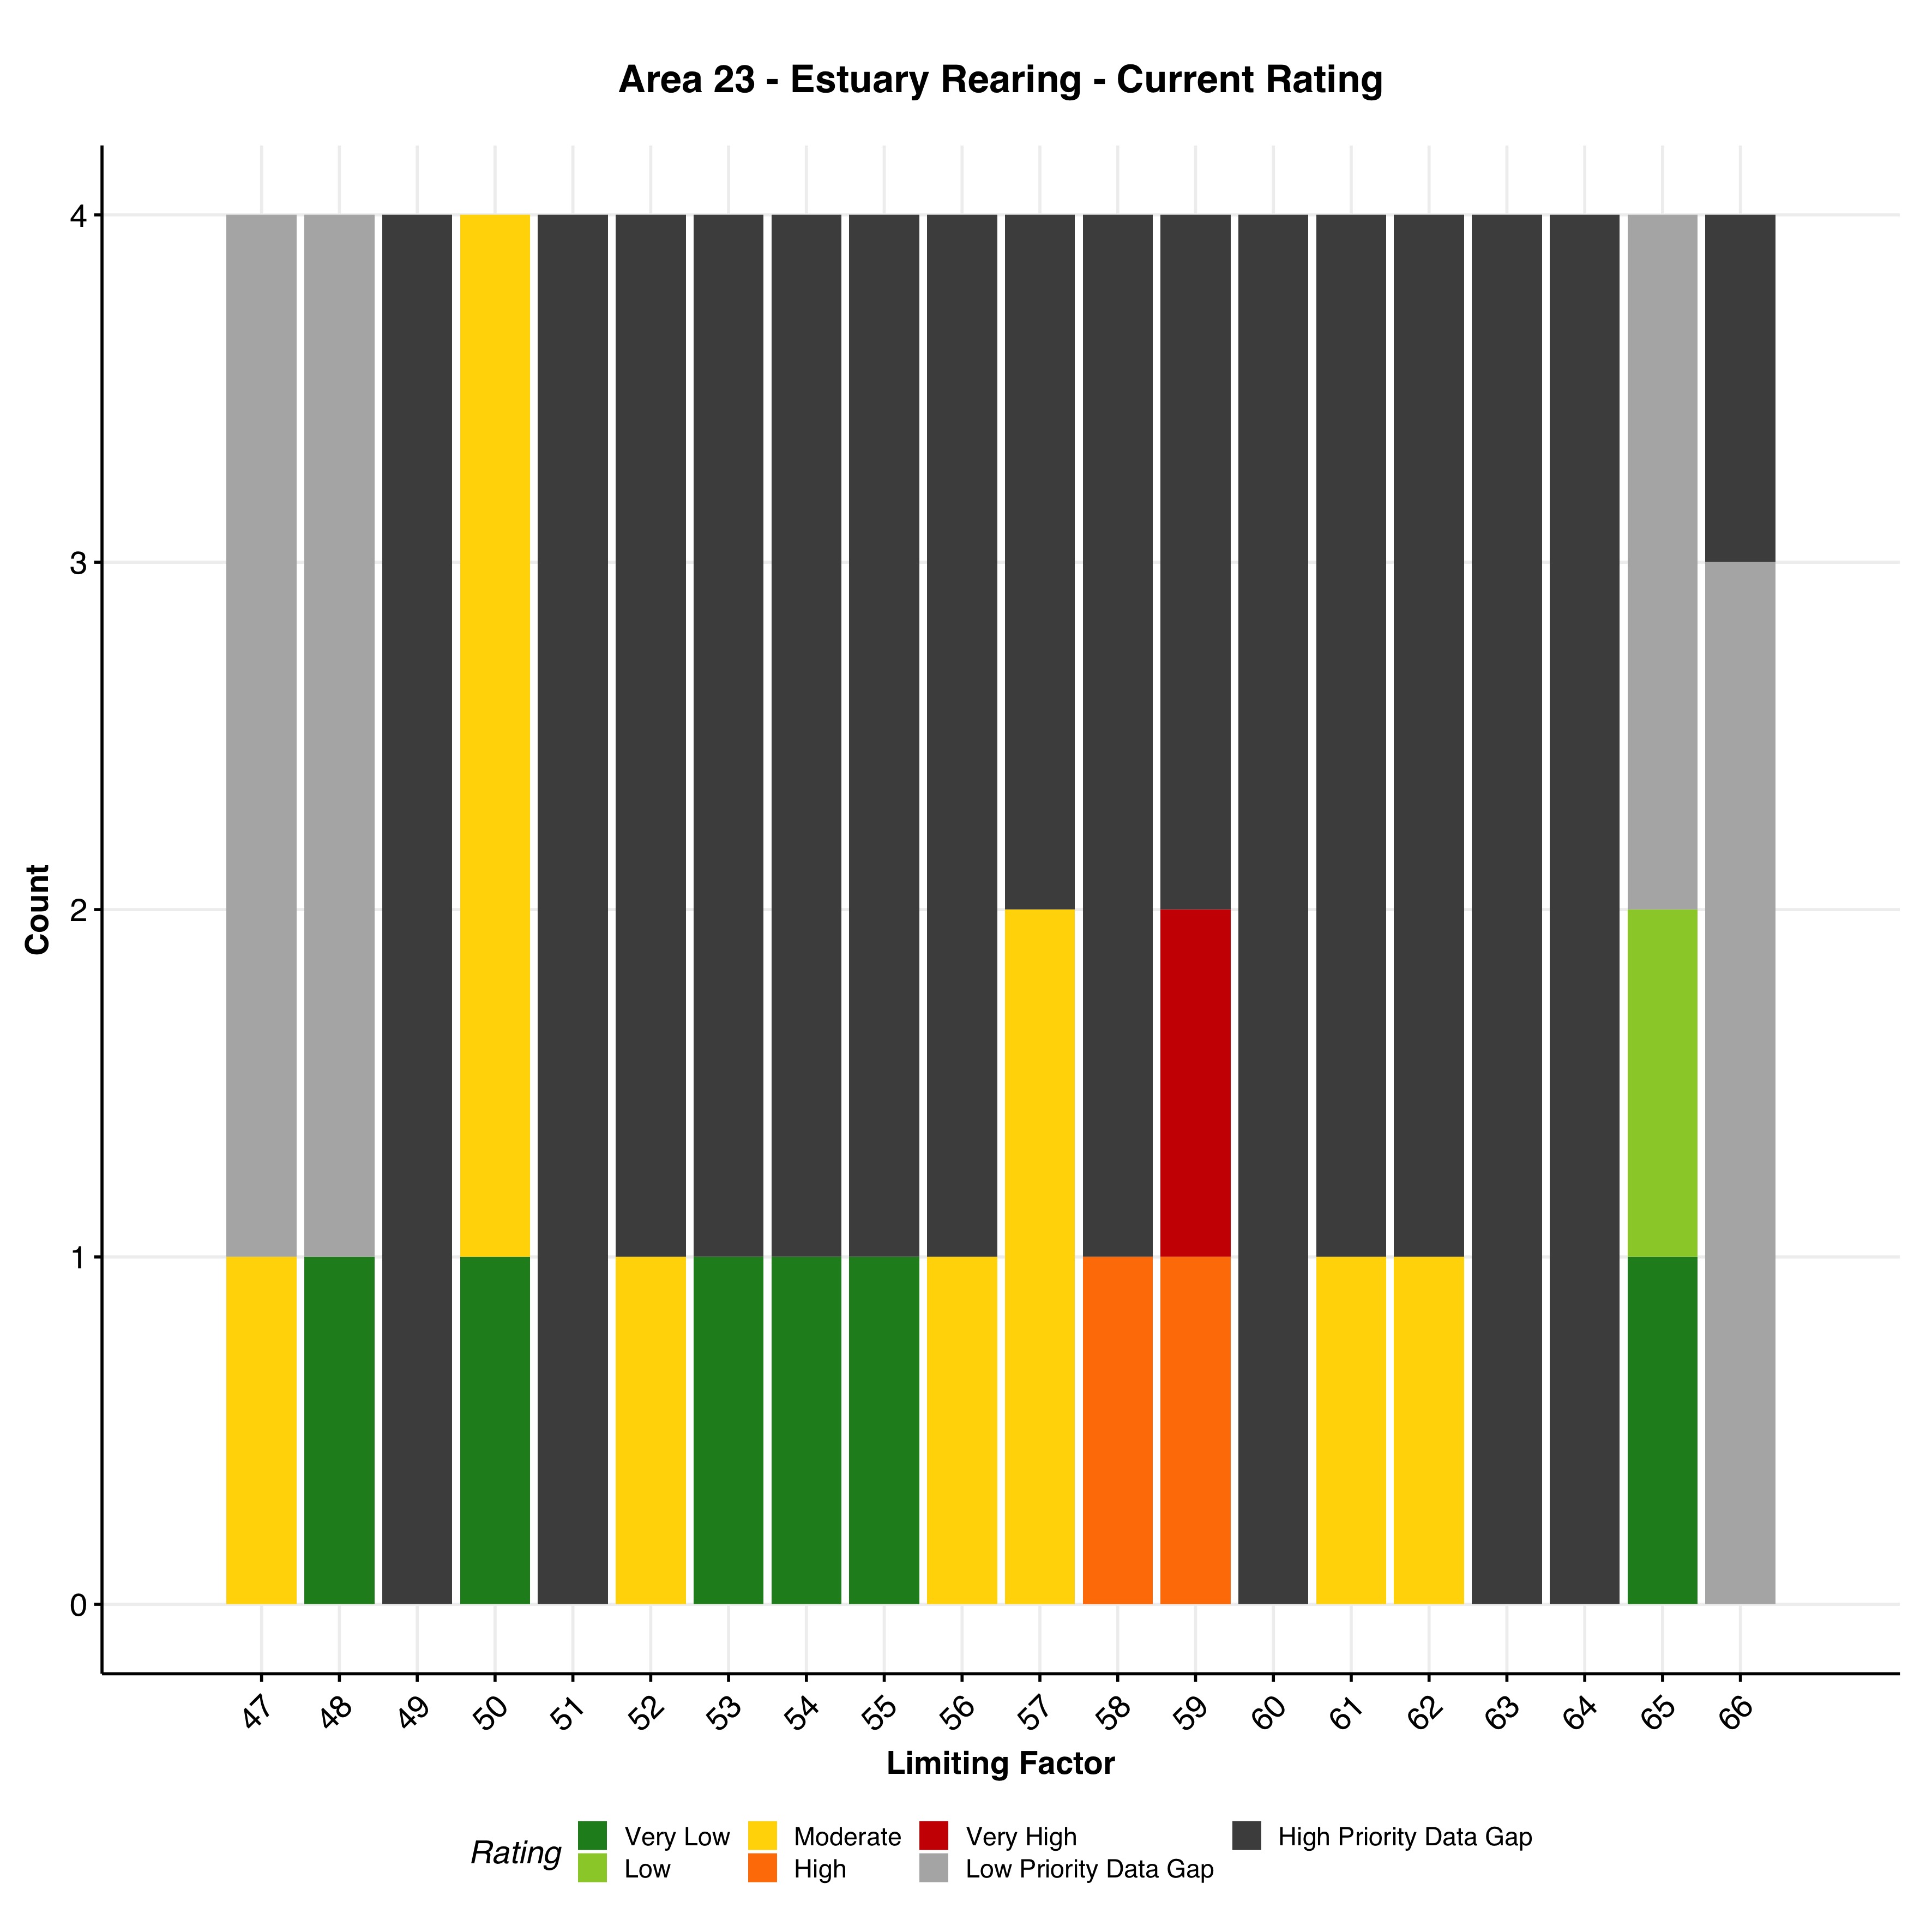 Area 23 - Estuary Rearing - Current Rating
4
3
2
1
0
Count
47 48 49 50 51 52 53 54 55 56 57 58 59 60 61 62 63 64 65 66
Limiting Factor
Rating
Very Low Moderate Very High High Priority Data Gap
Low High Low Priority Data Gap